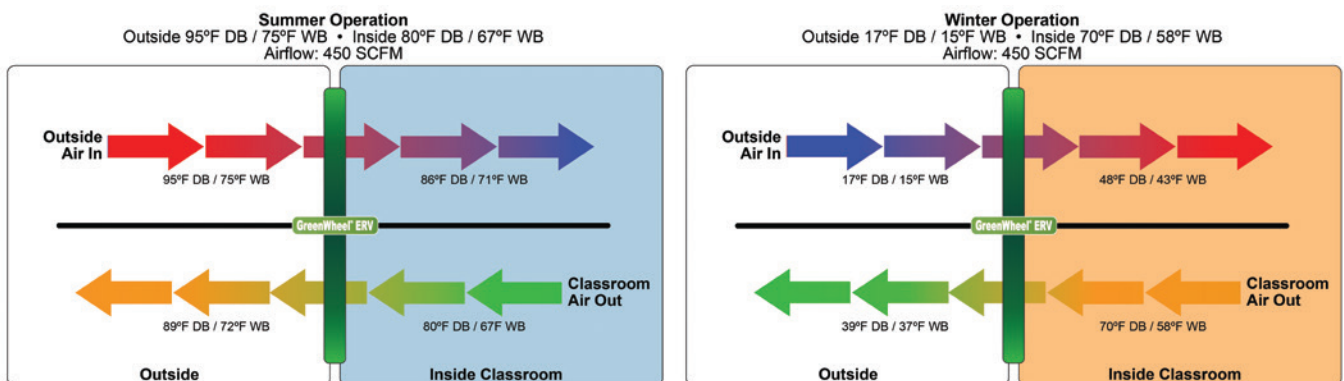 Summer Operation
Outside 95ºF DB / 75ºF WB • Inside 80ºF DB / 67ºF WB
Airflow: 450 SCFM
Outside
Air In
95ºF DB / 75ºF WB
86ºF DB / 71ºF WB
GreenWheel® ERV
Classroom
Air Out
89ºF DB / 72ºF WB
80ºF DB / 67F WB
Outside
Inside Classroom
Winter Operation
Outside 17ºF DB / 15ºF WB • Inside 70ºF DB / 58ºF WB
Airflow: 450 SCFM
Outside
Air In
17ºF DB / 15ºF WB
48ºF DB / 43ºF WB
GreenWheel® ERV
Classroom
Air Out
39ºF DB / 37ºF WB
70ºF DB / 58ºF WB
Outside
Inside Classroom